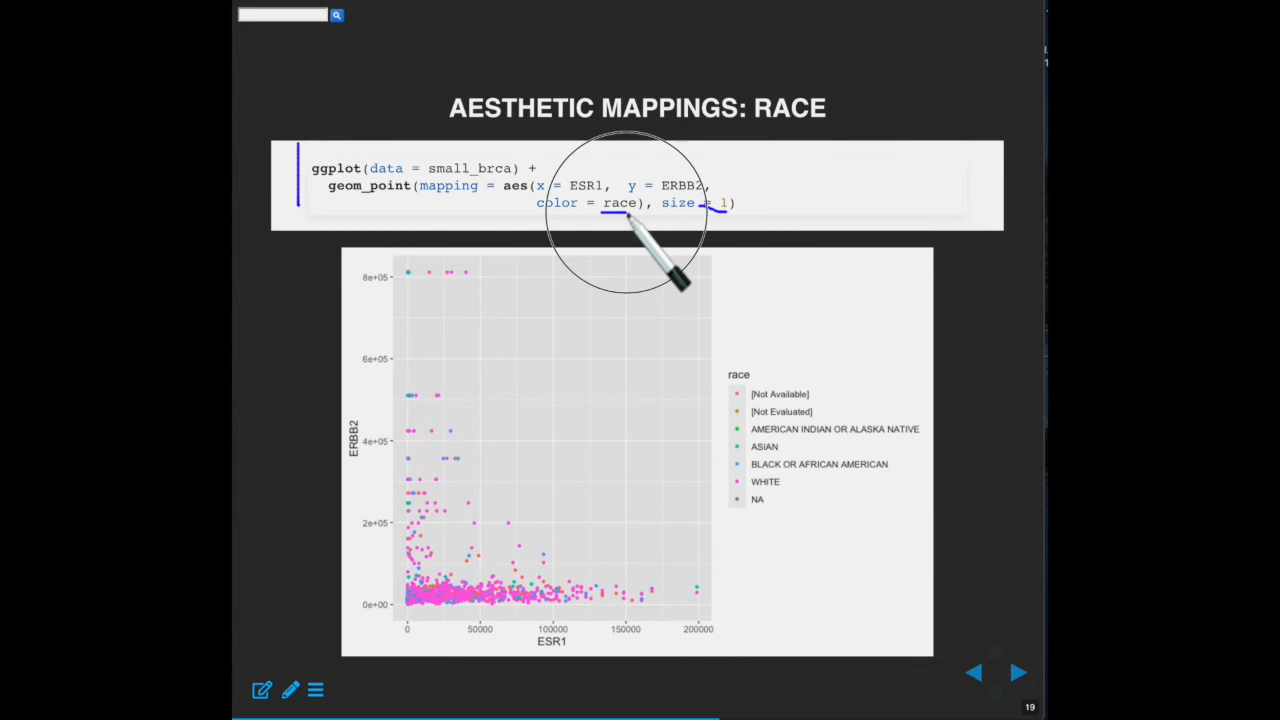 AESTHETIC MAPPINGS: RACE
ggplot(data = small_brca) +
geom_point(mapping = aes(x = ESR1, y = ERBB2,
color = race), size = 1)
8e+05
6e+05
4e+05
2e+05
0e+00
ERBB2
0 50000 100000 150000 200000
ESR1
race
[Not Available]
[Not Evaluated]
AMERICAN INDIAN OR ALASKA NATIVE
ASIAN
BLACK OR AFRICAN AMERICAN
WHITE
NA
19